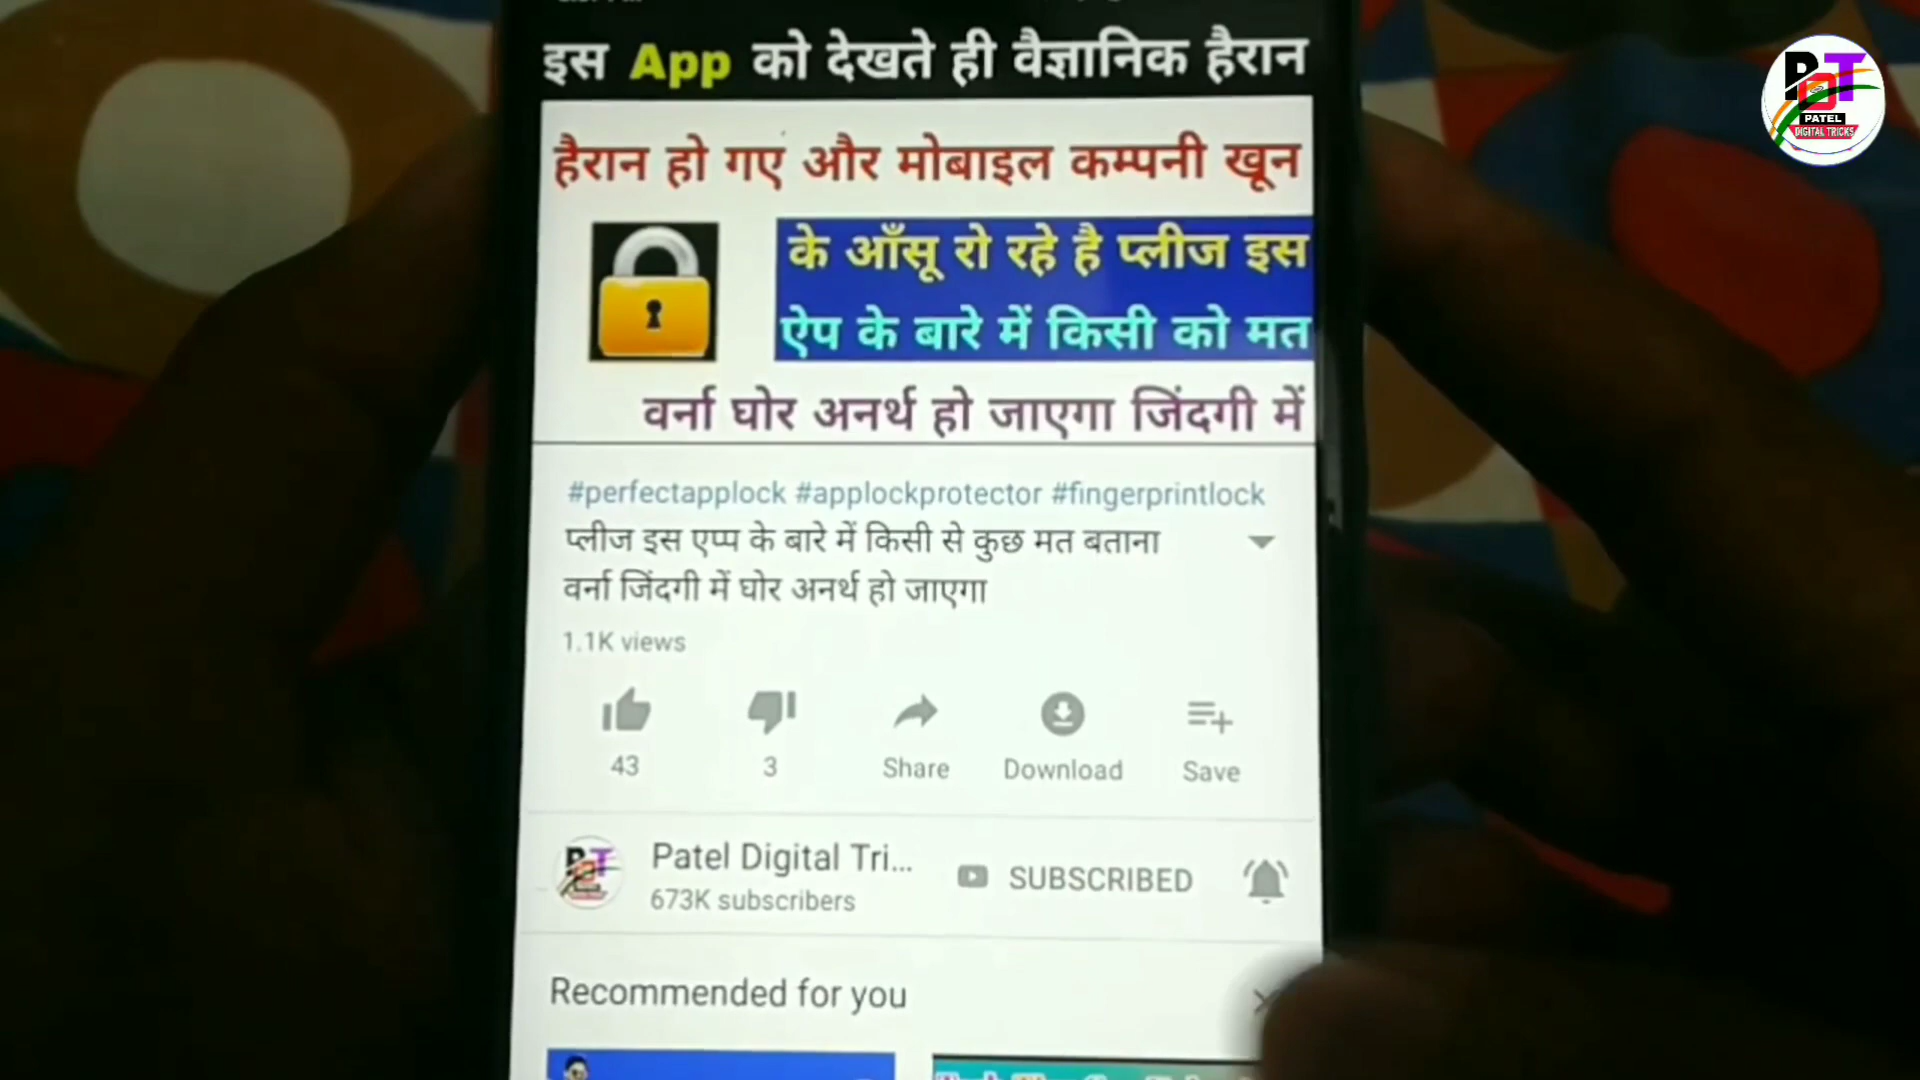 इस App को देखते ही वैज्ञानिक हैरान
हैरान हो गए और मोबाइल कम्पनी खून
के आँसू रो रहे है प्लीज इस
ऐप के बारे में किसी को मत
वर्ना घोर अनर्थ हो जाएगा जिंदगी में
#perfectapplock #applockprotector #fingerprintlock
प्लीज इस एप्प के बारे में किसी से कुछ मत बताना
वर्ना जिंदगी में घोर अनर्थ हो जाएगा
1.1K views
43
3
Share
Download
Save
Patel Digital Tri...
SUBSCRIBED
673K subscribers
Recommended for you
PDT
PATEL
DIGITAL TRICKS